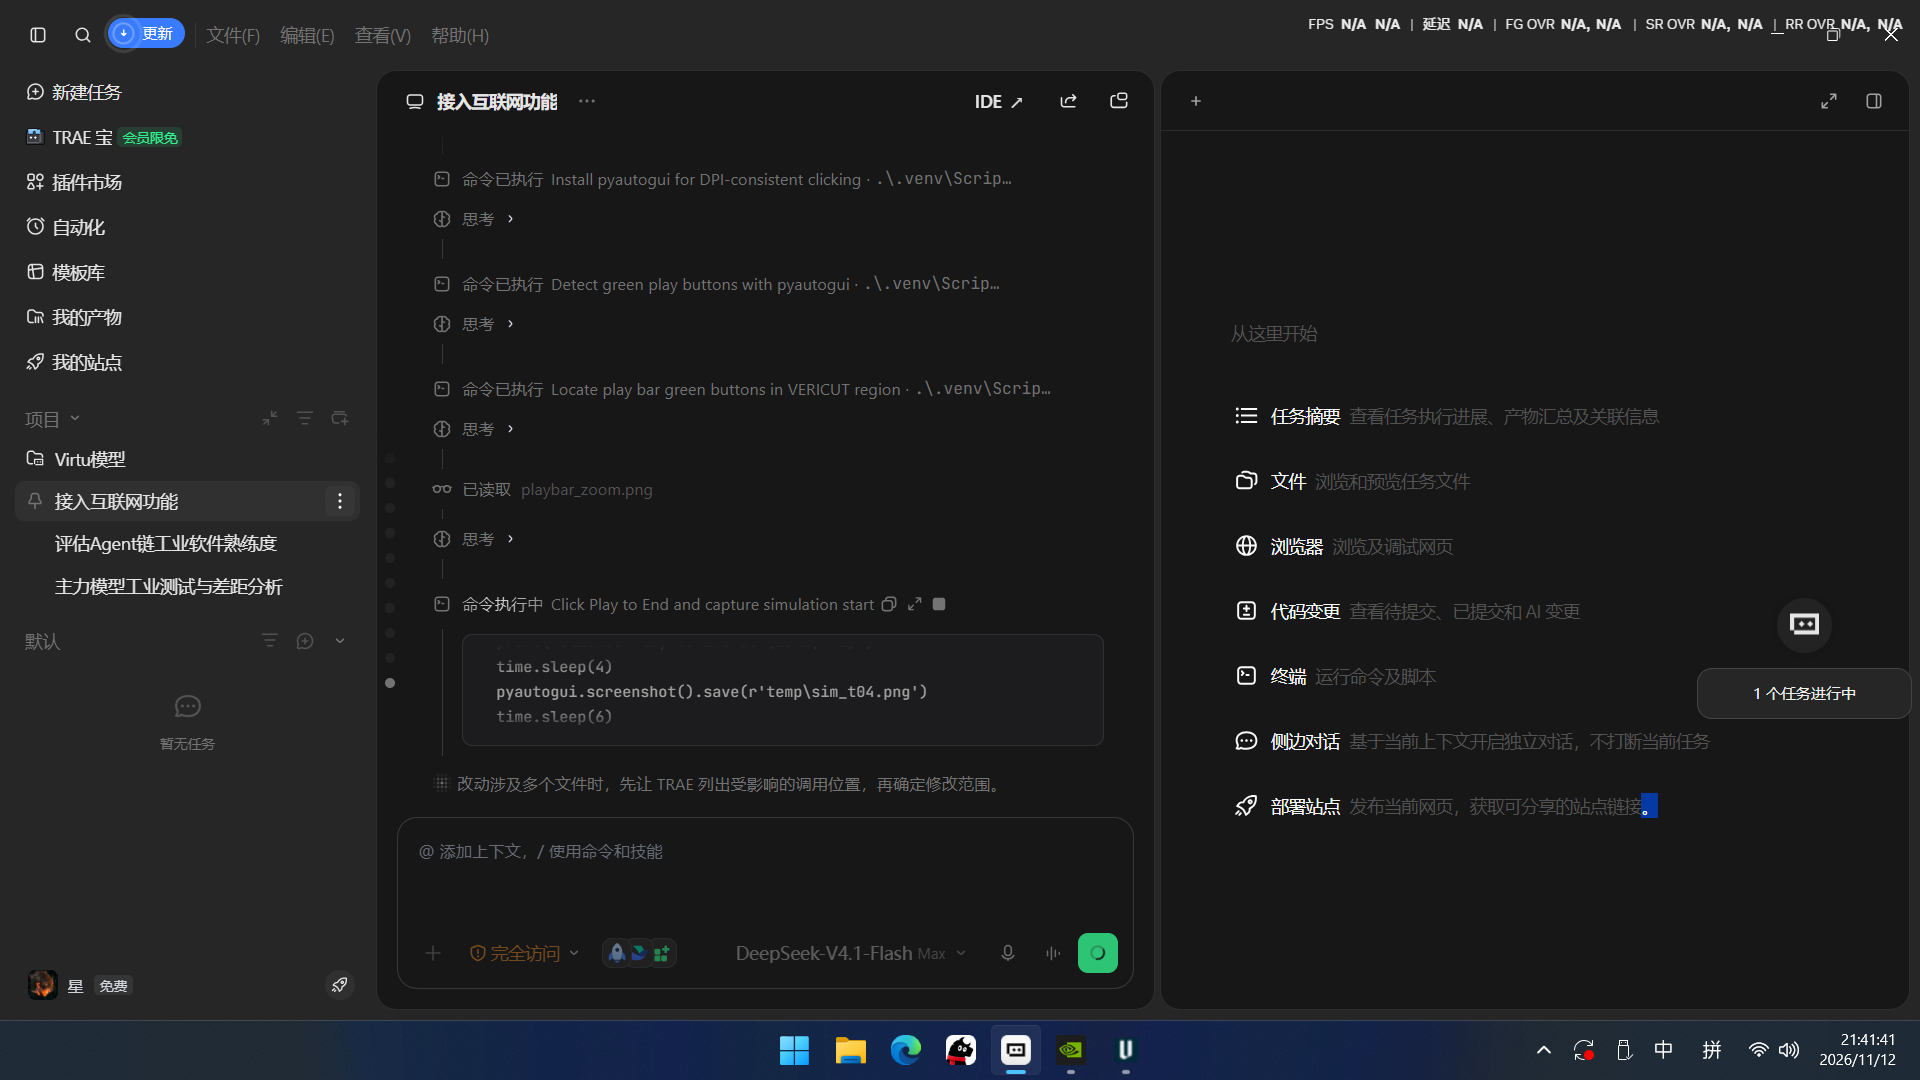 更新
文件(F) 编辑(E) 查看(V) 帮助(H)
FPS N/A N/A | 延迟 N/A | FG OVR N/A, N/A | SR OVR N/A, N/A | RR OVR N/A, N/A
新建任务
TRAE 宝 会员限免
插件市场
自动化
模板库
我的产物
我的站点
项目
Virtu模型
接入互联网功能
评估Agent链工业软件熟练度
主力模型工业测试与差距分析
默认
暂无任务
星 免费
接入互联网功能 ···
IDE
命令已执行 Install pyautogui for DPI-consistent clicking · .\.venv\Scrip…
思考
命令已执行 Detect green play buttons with pyautogui · .\.venv\Scrip…
思考
命令已执行 Locate play bar green buttons in VERICUT region · .\.venv\Scrip…
思考
已读取 playbar_zoom.png
思考
命令执行中 Click Play to End and capture simulation start
time.sleep(4)
pyautogui.screenshot().save(r'temp\sim_t04.png')
time.sleep(6)
改动涉及多个文件时，先让 TRAE 列出受影响的调用位置，再确定修改范围。
@ 添加上下文，/ 使用命令和技能
完全访问
DeepSeek-V4.1-Flash Max
从这里开始
任务摘要 查看任务执行进展、产物汇总及关联信息
文件 浏览和预览任务文件
浏览器 浏览及调试网页
代码变更 查看待提交、已提交和 AI 变更
终端 运行命令及脚本
侧边对话 基于当前上下文开启独立对话，不打断当前任务
部署站点 发布当前网页，获取可分享的站点链接。
1 个任务进行中
中
拼
21:41:41
2026/11/12